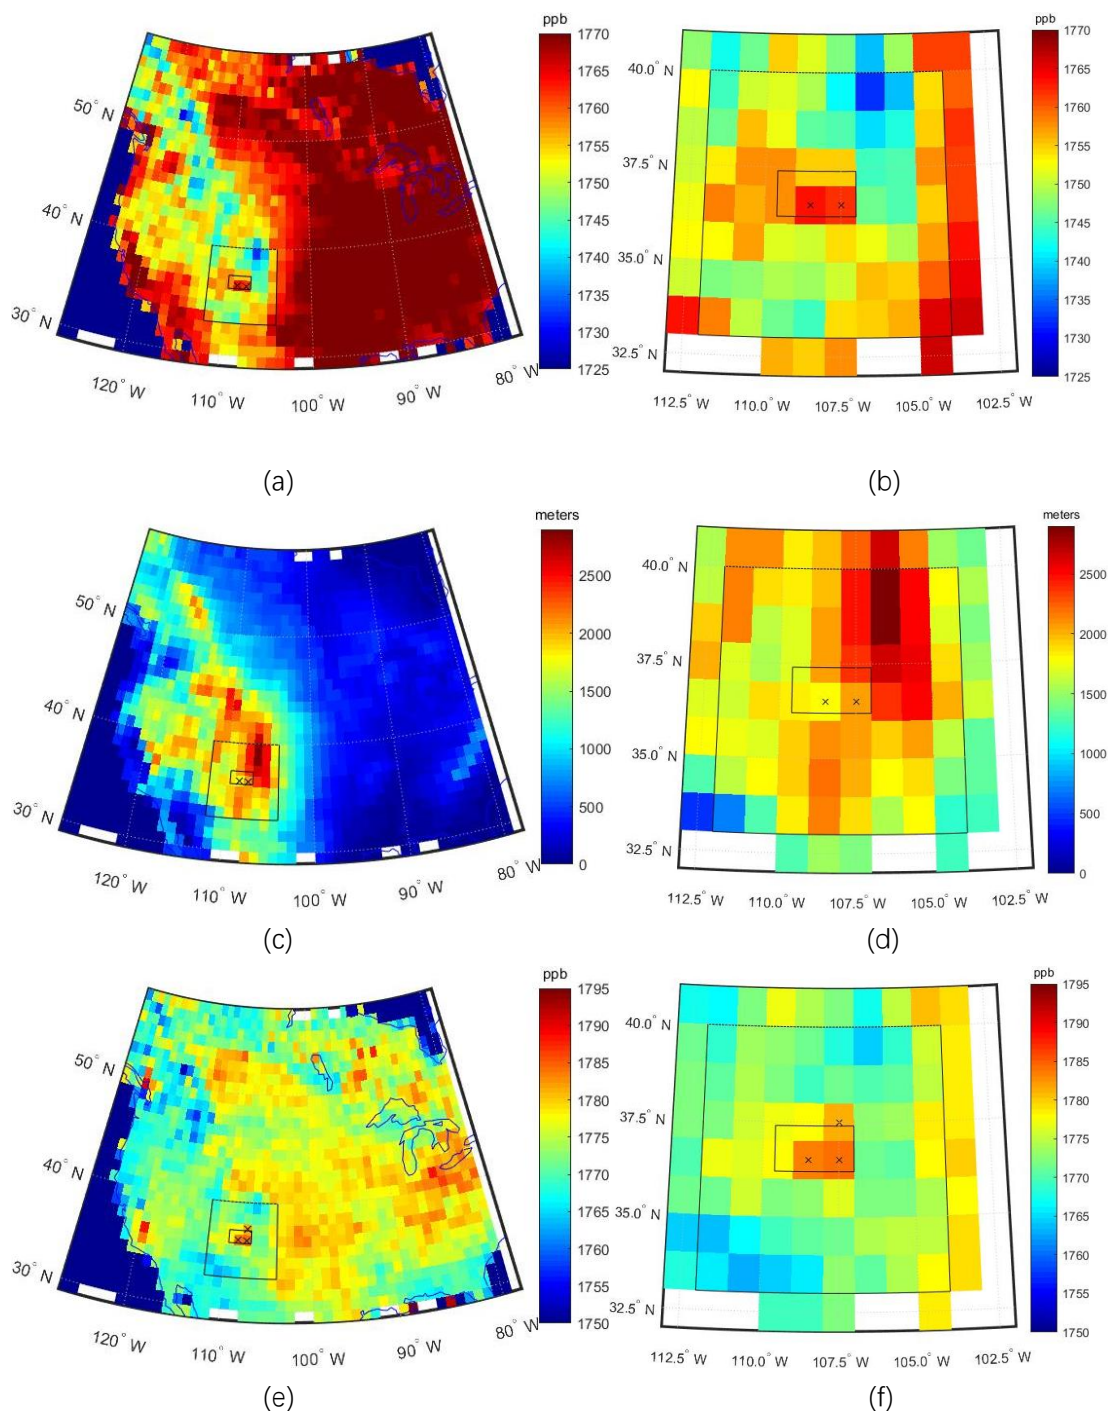 ppb
1770
1765
1760
1755
1750
1745
1740
1735
1730
1725
50° N
40° N
30° N
120° W
110° W
100° W
90° W
80° W
(a)
ppb
1770
1765
1760
1755
1750
1745
1740
1735
1730
1725
40.0° N
37.5° N
35.0° N
32.5° N
112.5° W
110.0° W
107.5° W
105.0° W
102.5° W
(b)
meters
2500
2000
1500
1000
500
0
50° N
40° N
30° N
120° W
110° W
100° W
90° W
80° W
(c)
meters
2500
2000
1500
1000
500
0
40.0° N
37.5° N
35.0° N
32.5° N
112.5° W
110.0° W
107.5° W
105.0° W
102.5° W
(d)
ppb
1795
1790
1785
1780
1775
1770
1765
1760
1755
1750
50° N
40° N
30° N
120° W
110° W
100° W
90° W
80° W
(e)
ppb
1795
1790
1785
1780
1775
1770
1765
1760
1755
1750
40.0° N
37.5° N
35.0° N
32.5° N
112.5° W
110.0° W
107.5° W
105.0° W
102.5° W
(f)